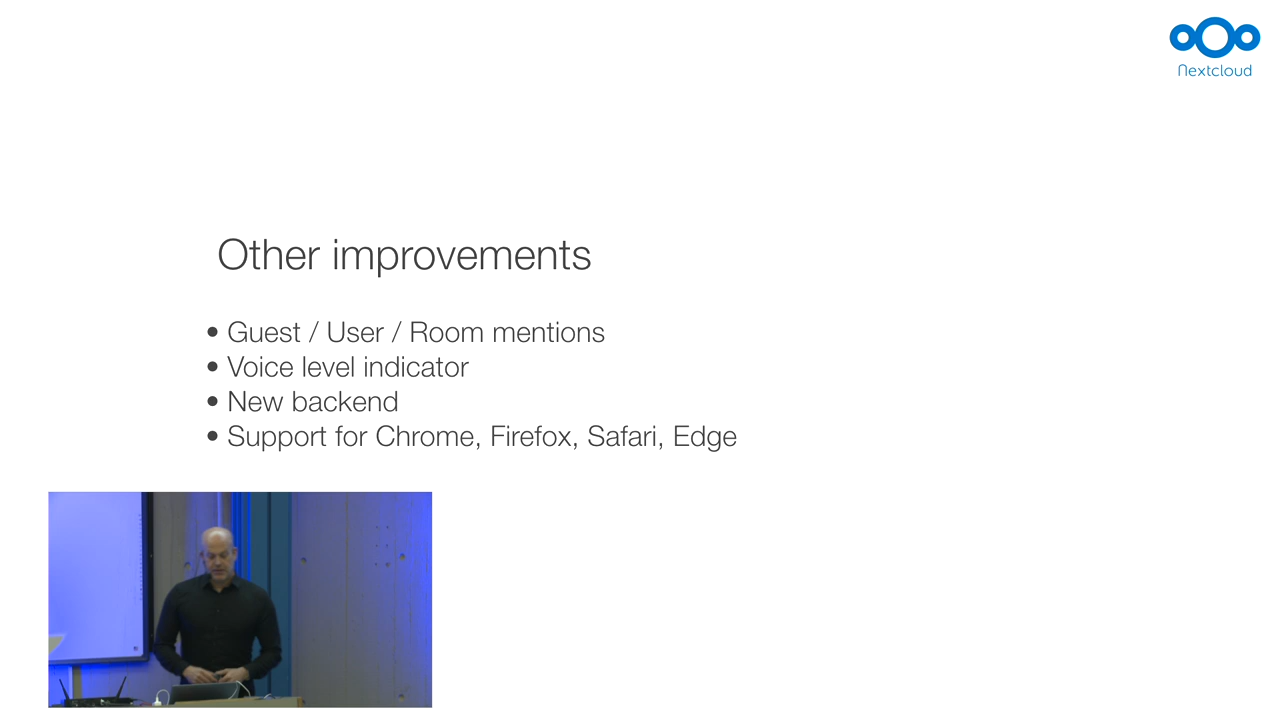 Nextcloud
Other improvements
• Guest / User / Room mentions
• Voice level indicator
• New backend
• Support for Chrome, Firefox, Safari, Edge